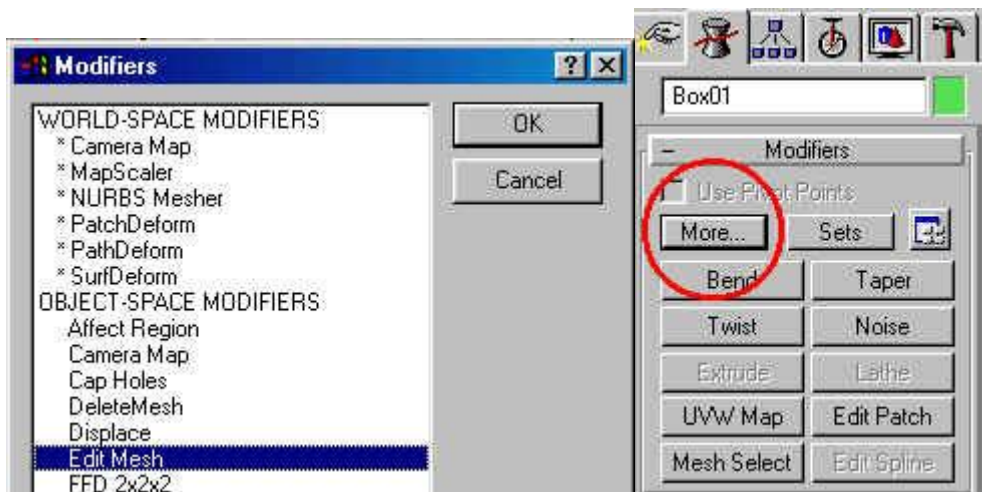 Modifiers
WORLD-SPACE MODIFIERS
* Camera Map
* MapScaler
* NURBS Mesher
* PatchDeform
* PathDeform
* SurfDeform
OBJECT-SPACE MODIFIERS
Affect Region
Camera Map
Cap Holes
DeleteMesh
Displace
Edit Mesh
FFD 2x2x2
OK
Cancel
Box01
- Modifiers
Use Pivot Points
More... Sets
Bend Taper
Twist Noise
Extrude Lathe
UVW Map Edit Patch
Mesh Select Edit Spline